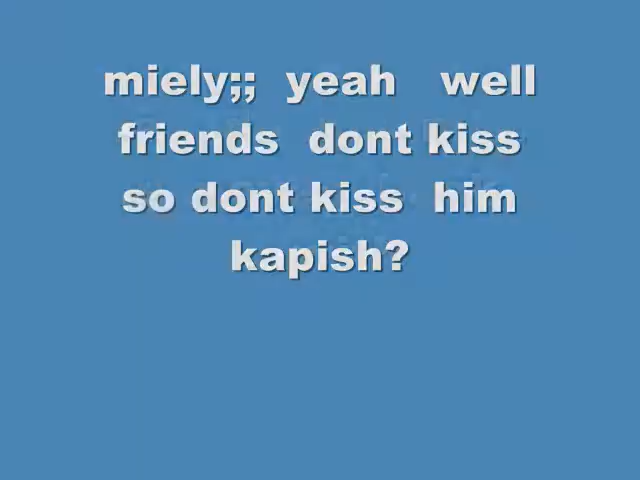 miely;; yeah well
friends dont kiss
so dont kiss him
kapish?